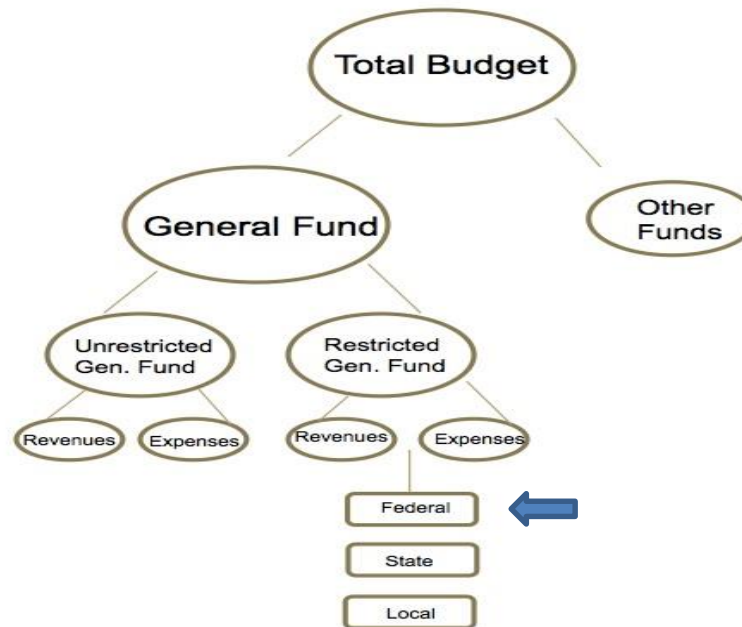 Total Budget
General Fund
Other
Funds
Unrestricted
Gen. Fund
Restricted
Gen. Fund
Revenues
Expenses
Revenues
Expenses
Federal
State
Local